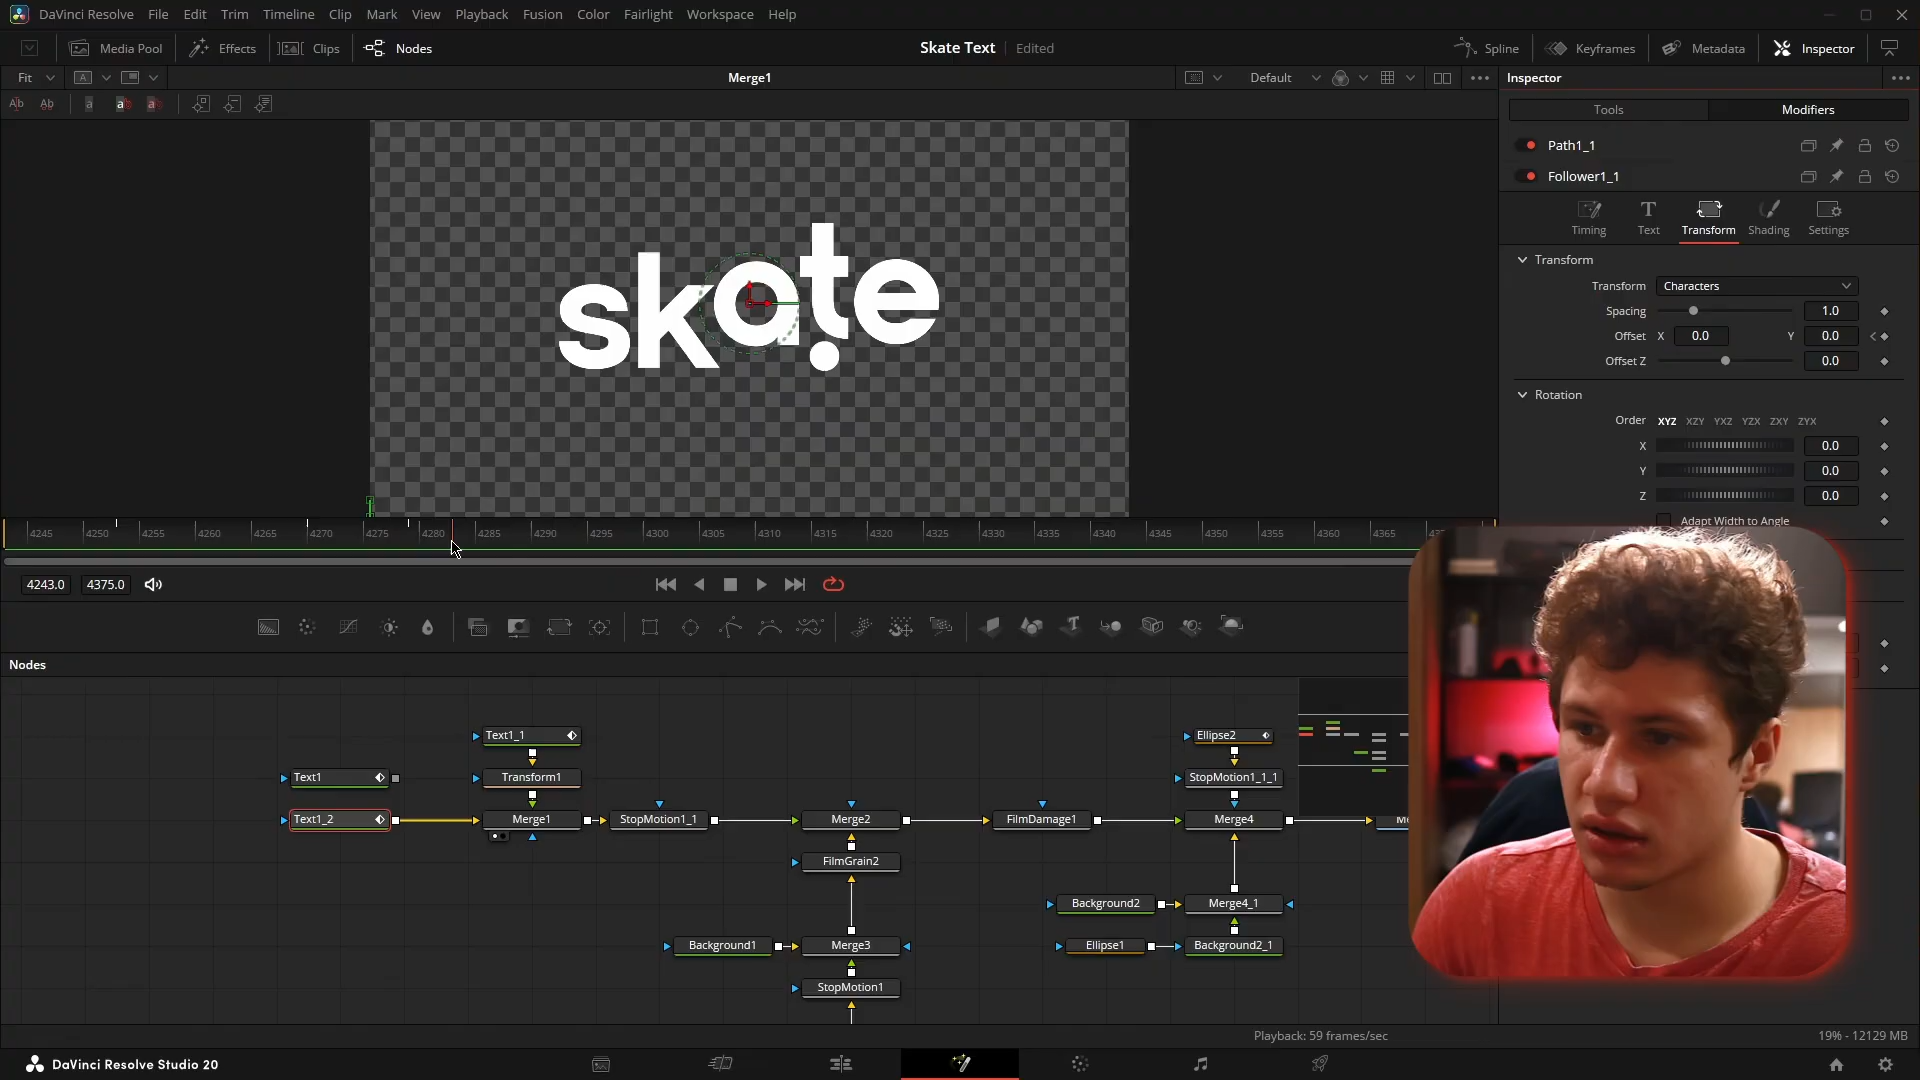 DaVinci Resolve File Edit Trim Timeline Clip Mark View Playback Fusion Color Fairlight Workspace Help
Media Pool Effects Clips Nodes Skate Text Edited Spline Keyframes Metadata Inspector
Fit Merge1 Default Inspector
Tools Modifiers
Path1_1
Follower1_1
Timing Text Transform Shading Settings
Transform
Transform Characters
Spacing 1.0
Offset X 0.0 Y 0.0
Offset Z 0.0
Rotation
Order XYZ XZY YXZ YZX ZXY ZYX
X 0.0
Y 0.0
Z 0.0
Adapt Width to Angle
skate
4245 4250 4255 4260 4265 4270 4275 4280 4285 4290 4295 4300 4305 4310 4315 4320 4325 4330 4335 4340 4345 4350 4355 4360 4365
4243.0 4375.0
Nodes
Text1_1 Ellipse2
Text1 Transform1 StopMotion1_1_1
Text1_2 Merge1 StopMotion1_1 Merge2 FilmDamage1 Merge4
FilmGrain2
Background2 Merge4_1
Background1 Merge3 Ellipse1 Background2_1
StopMotion1
Playback: 59 frames/sec 19% - 12129 MB
DaVinci Resolve Studio 20